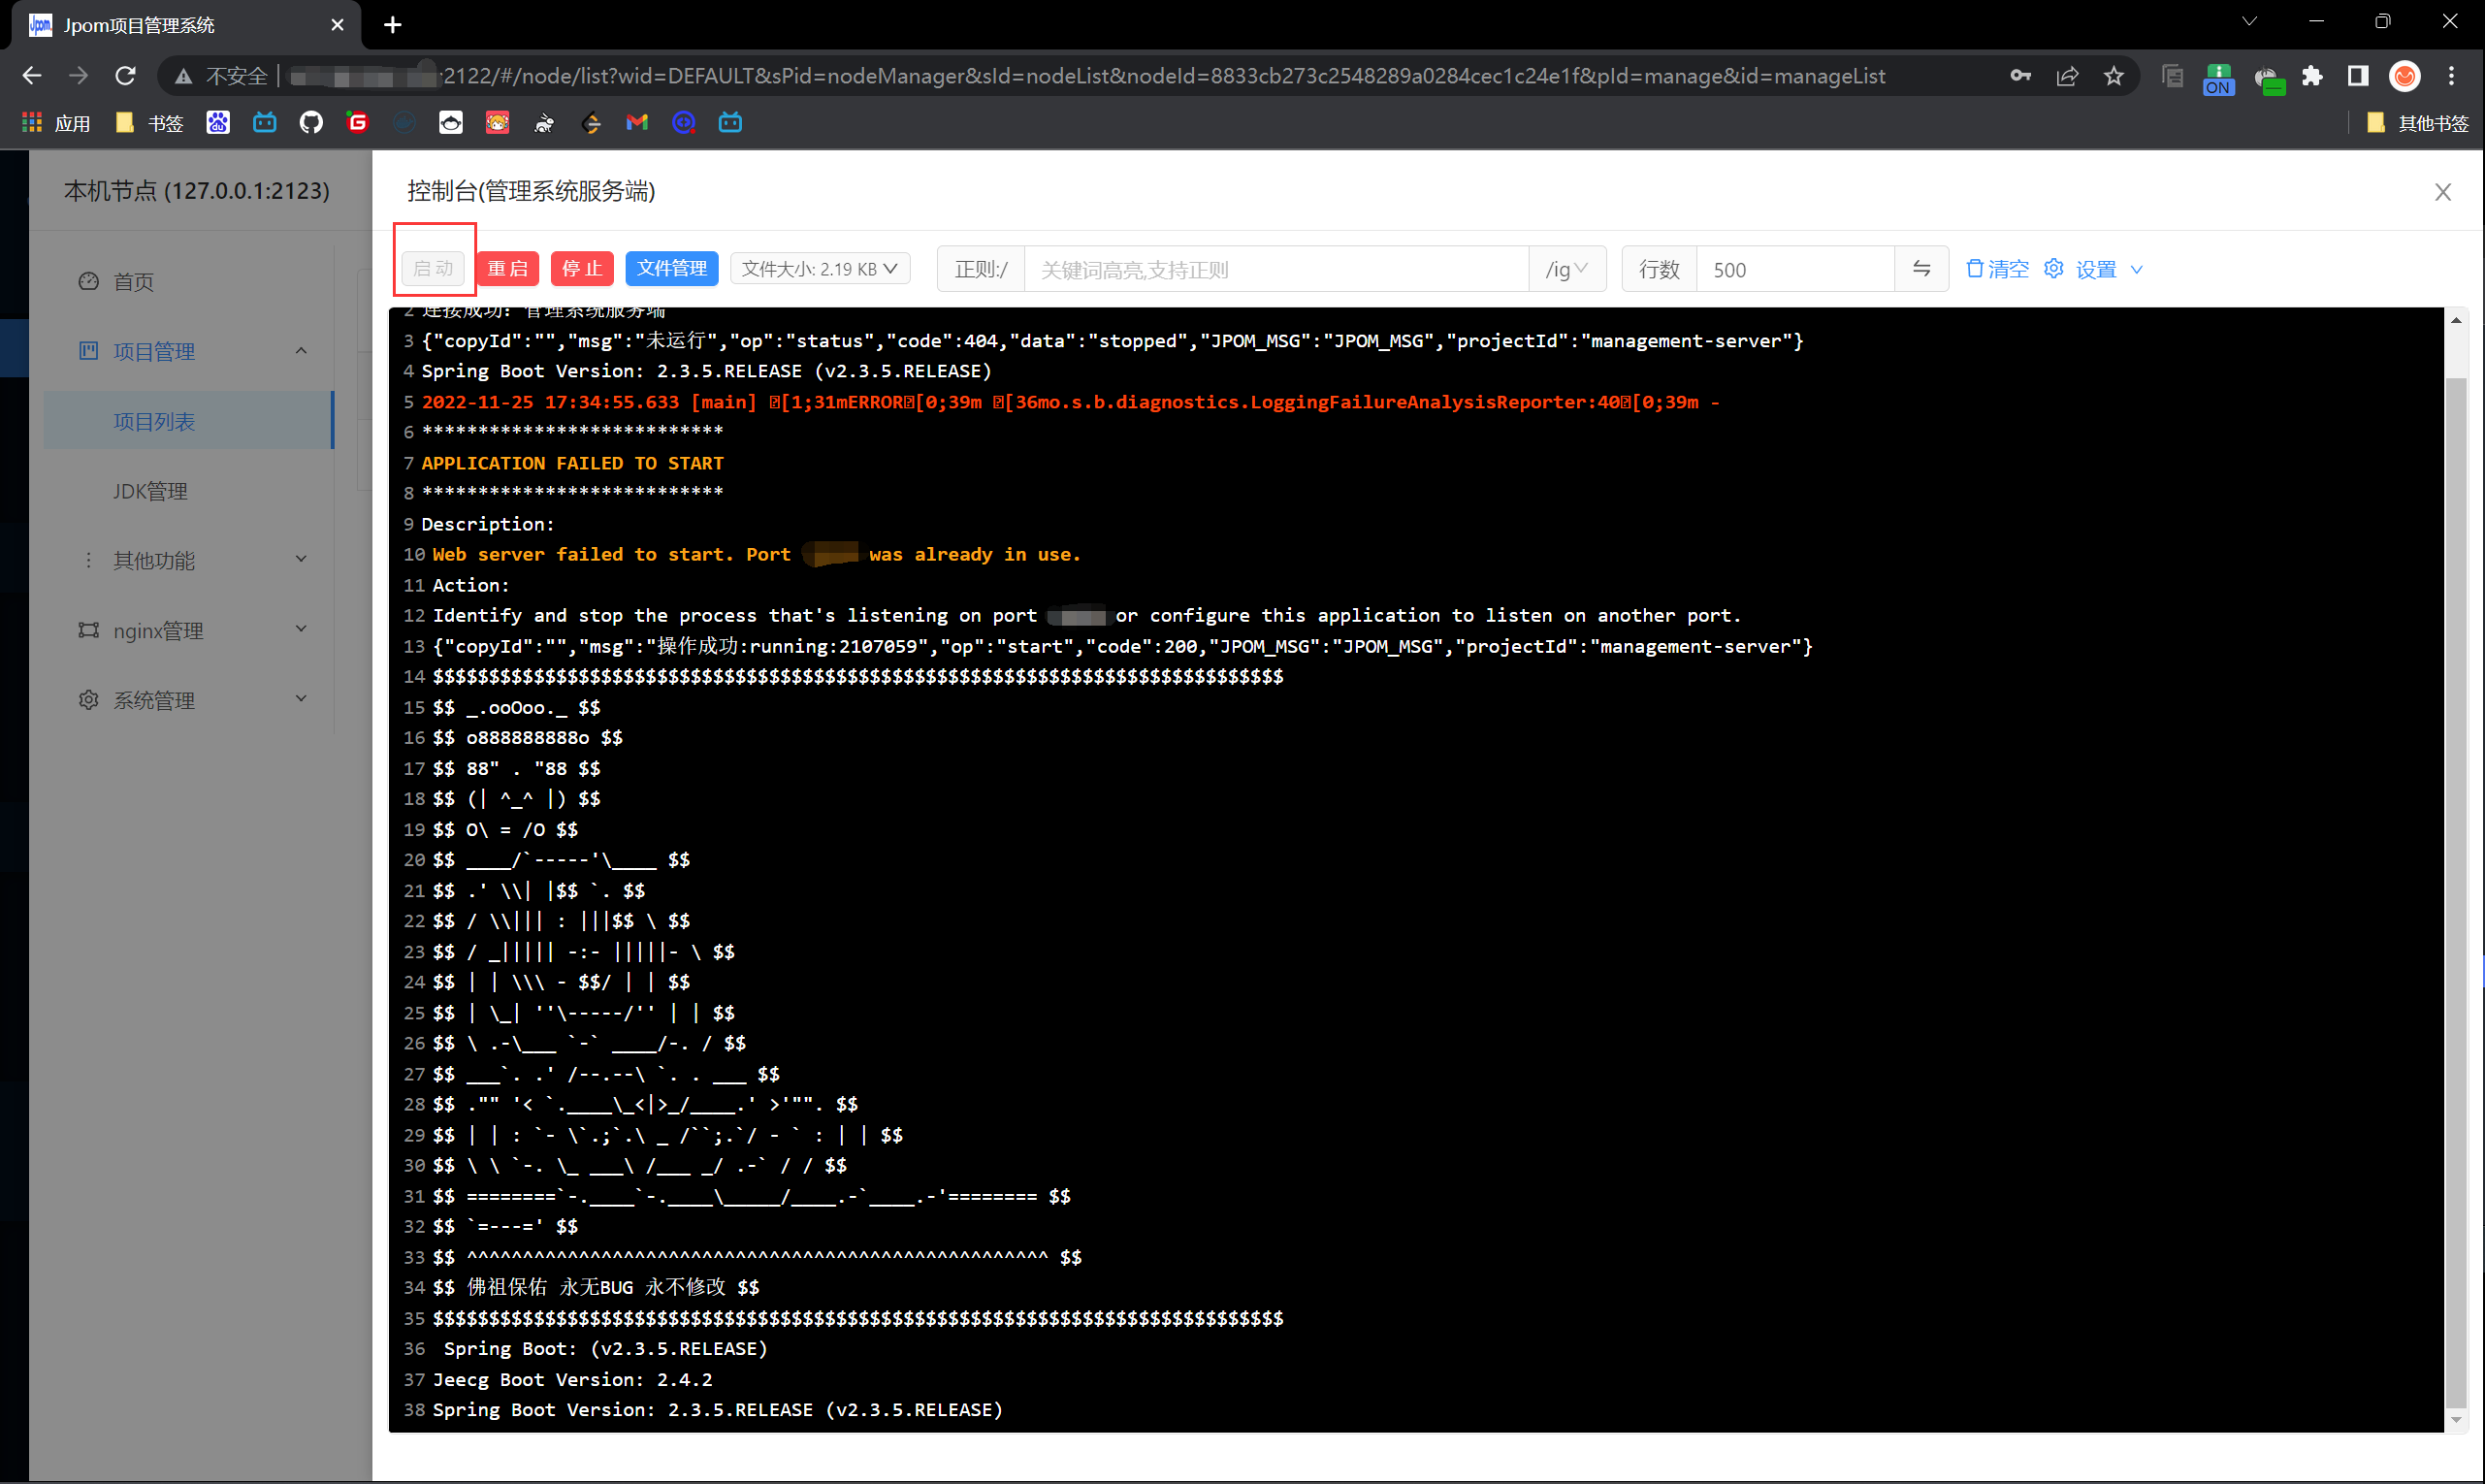 Jpom项目管理系统
不安全 :2122/#/node/list?wid=DEFAULT&sPid=nodeManager&sId=nodeList&nodeId=8833cb273c2548289a0284cec1c24e1f&pId=manage&id=manageList
ON
应用 书签 其他书签
本机节点 (127.0.0.1:2123)
首页
项目管理
项目列表
JDK管理
其他功能
nginx管理
系统管理
控制台(管理系统服务端)
启动 重启 停止 文件管理 文件大小: 2.19 KB 正则:/ 关键词高亮,支持正则 /ig 行数 500 清空 设置
2 连接成功: 管理系统服务端
3 {"copyId":"","msg":"未运行","op":"status","code":404,"data":"stopped","JPOM_MSG":"JPOM_MSG","projectId":"management-server"}
4 Spring Boot Version: 2.3.5.RELEASE (v2.3.5.RELEASE)
5 2022-11-25 17:34:55.633 [main] [1;31mERROR[0;39m [36mo.s.b.diagnostics.LoggingFailureAnalysisReporter:40[0;39m -
6 ***************************
7 APPLICATION FAILED TO START
8 ***************************
9 Description:
10 Web server failed to start. Port was already in use.
11 Action:
12 Identify and stop the process that's listening on port or configure this application to listen on another port.
13 {"copyId":"","msg":"操作成功:running:2107059","op":"start","code":200,"JPOM_MSG":"JPOM_MSG","projectId":"management-server"}
14 $$$$$$$$$$$$$$$$$$$$$$$$$$$$$$$$$$$$$$$$$$$$$$$$$$$$$$$$$$$$$$$$$$$$$$$$$$$$
15 $$ _.ooOoo._ $$
16 $$ o888888888o $$
17 $$ 88" . "88 $$
18 $$ (| ^_^ |) $$
19 $$ O\ = /O $$
20 $$ ____/`-----'\____ $$
21 $$ .' \\| |$$ `. $$
22 $$ / \\||| : |||$$ \ $$
23 $$ / _||||| -:- |||||- \ $$
24 $$ | | \\\ - $$/ | | $$
25 $$ | \_| ''\-----/'' | | $$
26 $$ \ .-\___ `-` ____/-. / $$
27 $$ ___`. .' /--.--\ `. . ___ $$
28 $$ ."" '< `.____\_<|>_/____.' >'"". $$
29 $$ | | : `- \`.;`.\ _ /``;.`/ - ` : | | $$
30 $$ \ \ `-. \_ ___\ /___ _/ .-` / / $$
31 $$ ========`-.____`-.____\_____/____.-`____.-'======== $$
32 $$ `=---=' $$
33 $$ ^^^^^^^^^^^^^^^^^^^^^^^^^^^^^^^^^^^^^^^^^^^^^^^^^^^^ $$
34 $$ 佛祖保佑 永无BUG 永不修改 $$
35 $$$$$$$$$$$$$$$$$$$$$$$$$$$$$$$$$$$$$$$$$$$$$$$$$$$$$$$$$$$$$$$$$$$$$$$$$$$$
36 Spring Boot: (v2.3.5.RELEASE)
37 Jeecg Boot Version: 2.4.2
38 Spring Boot Version: 2.3.5.RELEASE (v2.3.5.RELEASE)